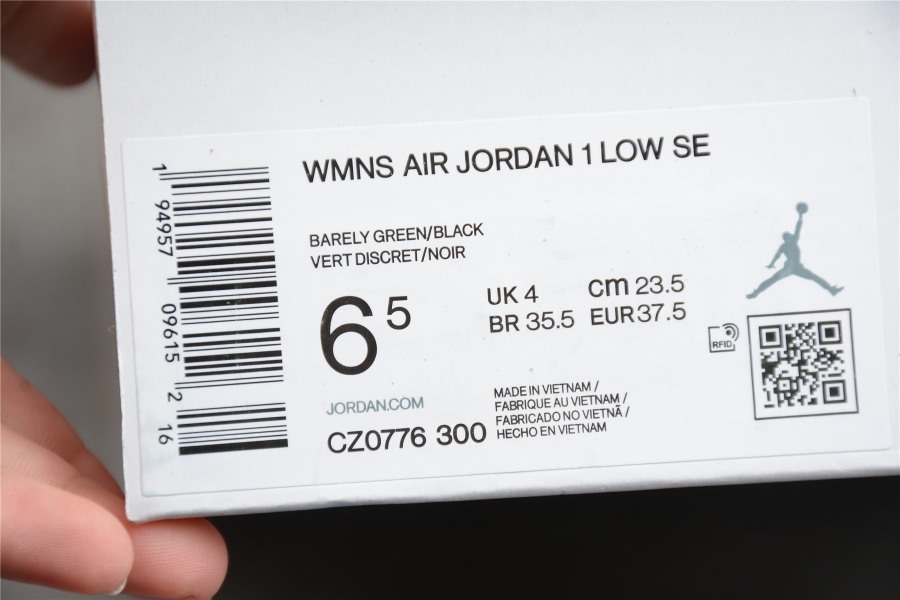 WMNS AIR JORDAN 1 LOW SE
BARELY GREEN/BLACK
VERT DISCRET/NOIR
6 5
UK 4 cm 23.5
BR 35.5 EUR 37.5
RFID
JORDAN.COM
CZ0776 300
MADE IN VIETNAM /
FABRIQUE AU VIETNAM /
FABRICADO NO VIETNÃ /
HECHO EN VIETNAM
1 94957 09615 2 16